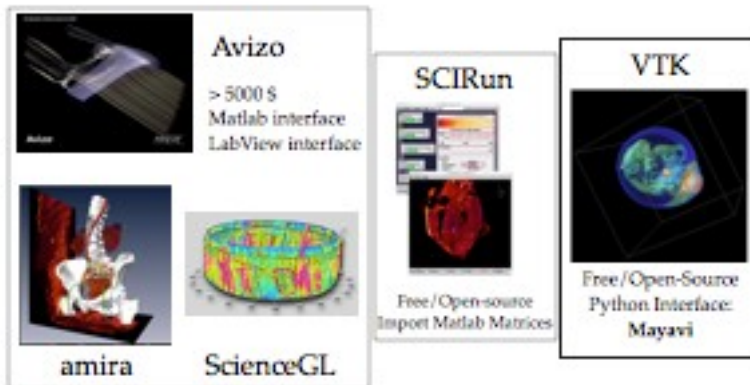 Avizo
> 5000 $
Matlab interface
LabView interface
Avizo
amira
ScienceGL
SCIRun
Free/Open-source
Import Matlab Matrices
VTK
Free/Open-Source
Python Interface:
Mayavi